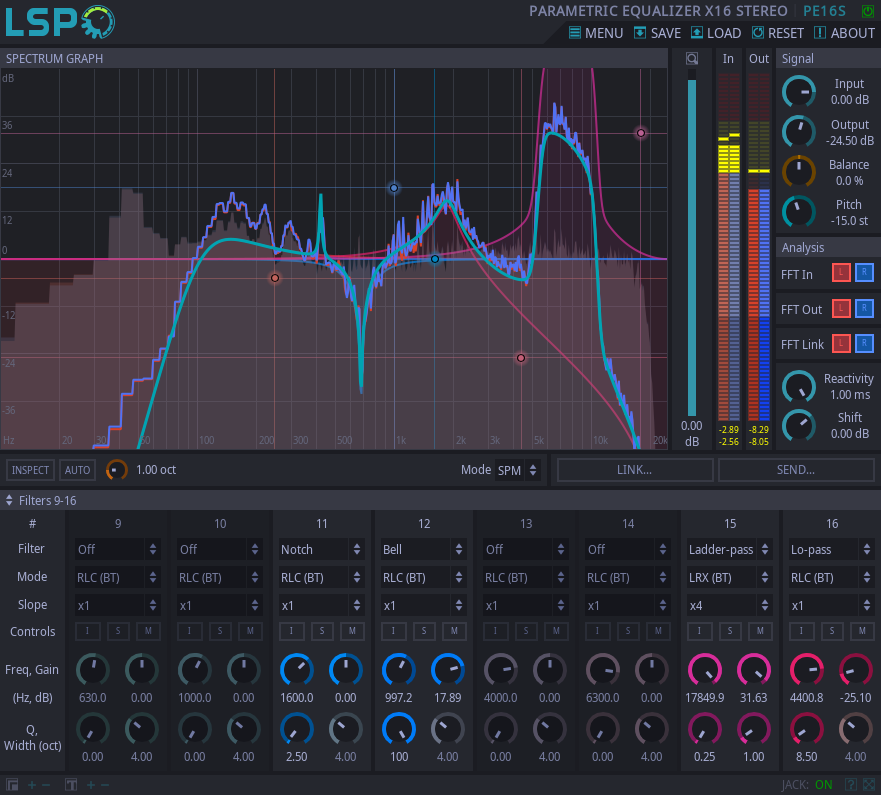 LSP
PARAMETRIC EQUALIZER X16 STEREO PE16S
MENU SAVE LOAD RESET ABOUT
SPECTRUM GRAPH
In Out
Signal
dB
36
24
12
0
-12
-24
-36
Hz 20 30 50 100 200 300 500 1k 2k 3k 5k 10k 20k
0.00
dB
-2.89 -8.29
-2.56 -8.05
Input
0.00 dB
Output
-24.50 dB
Balance
0.0 %
Pitch
-15.0 st
Analysis
FFT In L R
FFT Out L R
FFT Link L R
Reactivity
1.00 ms
Shift
0.00 dB
INSPECT AUTO 1.00 oct Mode SPM LINK... SEND...
Filters 9-16
# 9 10 11 12 13 14 15 16
Filter Off Off Notch Bell Off Off Ladder-pass Lo-pass
Mode RLC (BT) RLC (BT) RLC (BT) RLC (BT) RLC (BT) RLC (BT) LRX (BT) RLC (BT)
Slope x1 x1 x1 x1 x1 x1 x4 x1
Controls I S M I S M I S M I S M I S M I S M I S M I S M
Freq, Gain
(Hz, dB) 630.0 0.00 1000.0 0.00 1600.0 0.00 997.2 17.89 4000.0 0.00 6300.0 0.00 17849.9 31.63 4400.8 -25.10
Q,
Width (oct)
0.00 4.00 0.00 4.00 2.50 4.00 100 4.00 0.00 4.00 0.00 4.00 0.25 1.00 8.50 4.00
JACK: ON ?